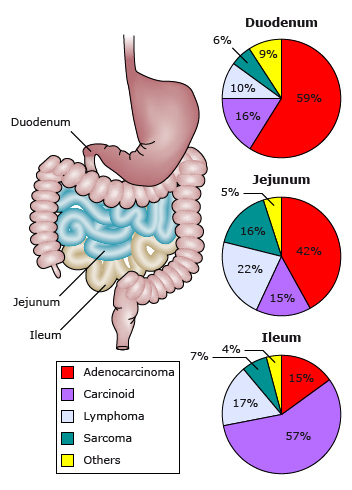 Duodenum
6%
9%
10%
59%
16%
Duodenum
Jejunum
5%
16%
42%
22%
15%
Jejunum
Ileum
Ileum
7%
4%
15%
17%
57%
Adenocarcinoma
Carcinoid
Lymphoma
Sarcoma
Others